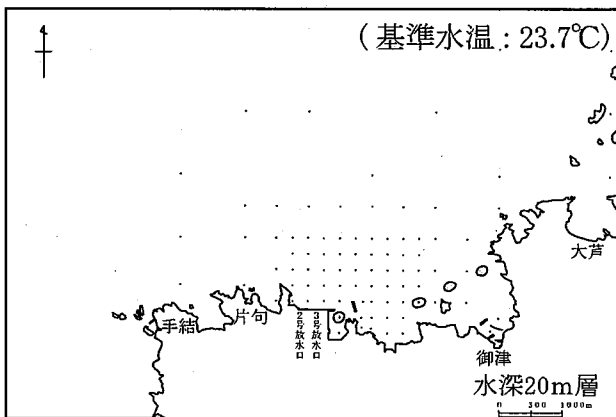 (基準水温：23.7℃)
大芦
手結
片句
2号放水口
3号放水口
御津
水深20m層
0 500 1000m